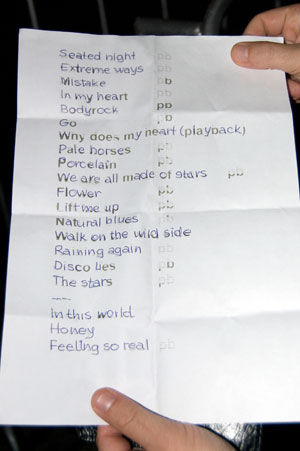 Seated night pb
Extreme ways pb
Mistake pb
In my heart pb
Bodyrock pb
Go pb
Why does my heart (playback)
Pale horses pb
Porcelain pb
We are all made of stars pb
Flower pb
Lift me up pb
Natural blues pb
Walk on the wild side
Raining again pb
Disco lies pb
The stars pb
In this world
Honey
Feeling so real pb